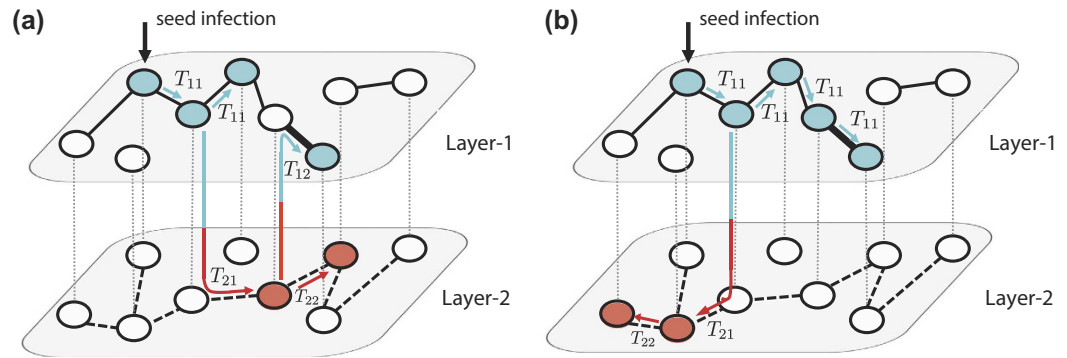 (a)
seed infection
T11
T11
T12
Layer-1
T21
T22
Layer-2
(b)
seed infection
T11
T11
T11
T11
Layer-1
T21
T22
Layer-2